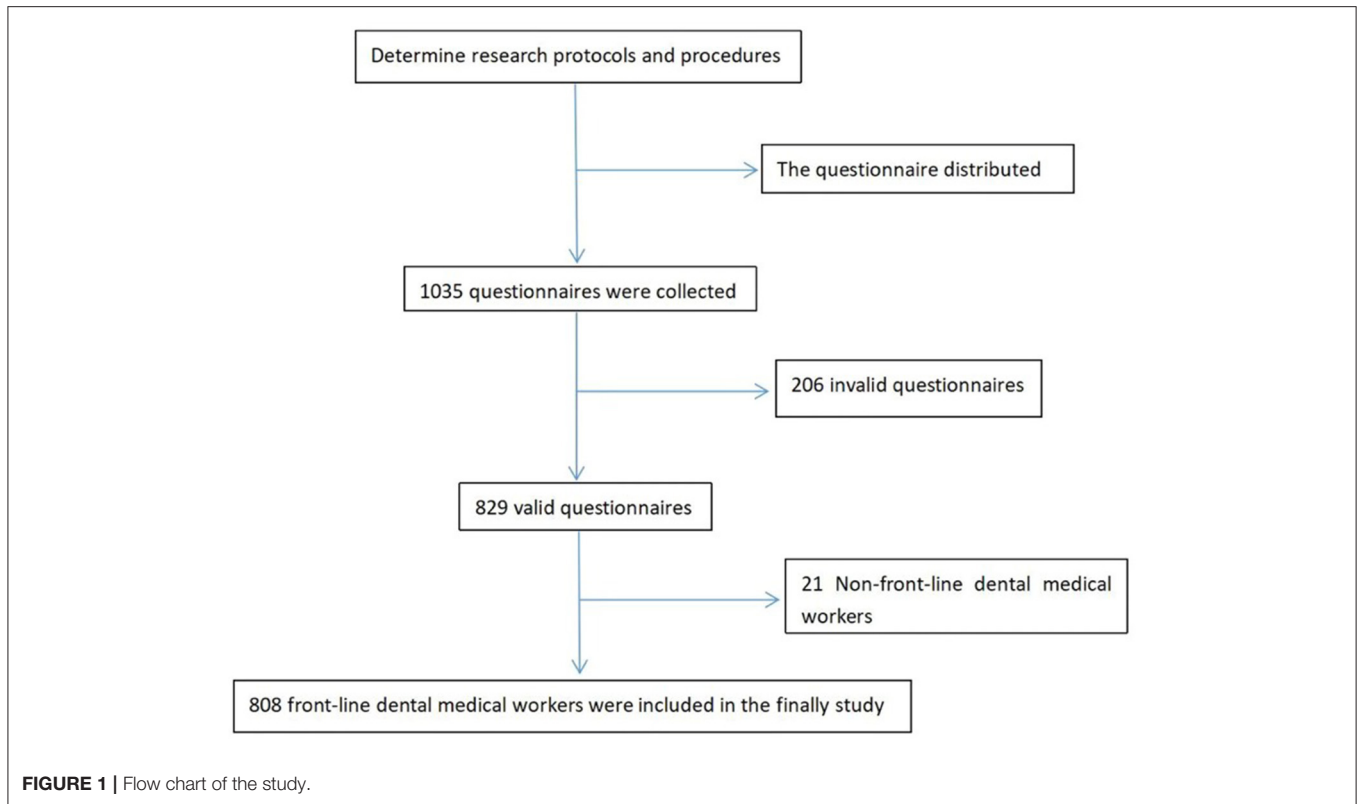 Determine research protocols and procedures
The questionnaire distributed
1035 questionnaires were collected
206 invalid questionnaires
829 valid questionnaires
21 Non-front-line dental medical
workers
808 front-line dental medical workers were included in the finally study
FIGURE 1 | Flow chart of the study.